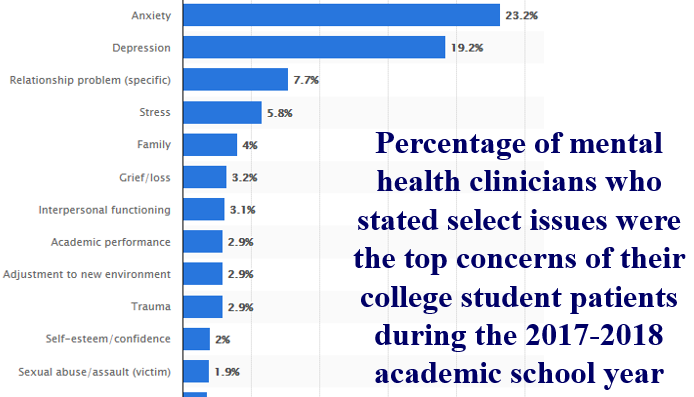 Anxiety 23.2%
Depression 19.2%
Relationship problem (specific) 7.7%
Stress 5.8%
Family 4%
Grief/loss 3.2%
Interpersonal functioning 3.1%
Academic performance 2.9%
Adjustment to new environment 2.9%
Trauma 2.9%
Self-esteem/confidence 2%
Sexual abuse/assault (victim) 1.9%
Percentage of mental
health clinicians who
stated select issues were
the top concerns of their
college student patients
during the 2017-2018
academic school year